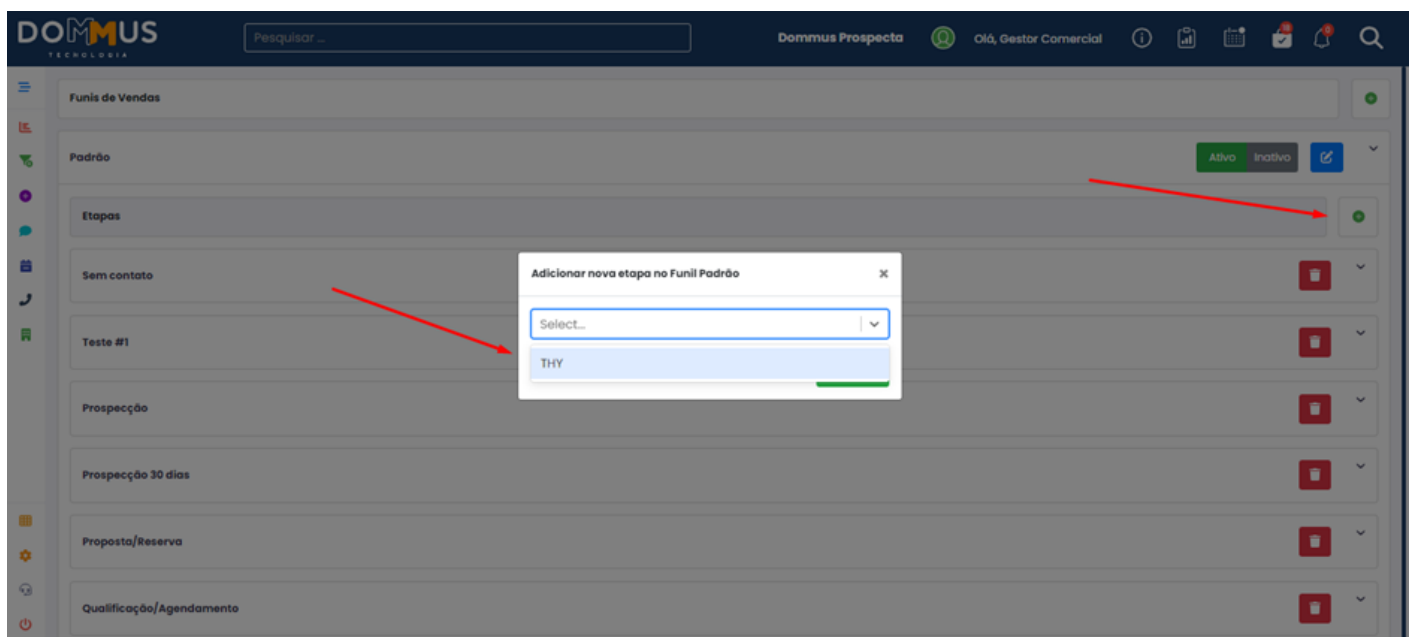 DOMMUS
TECNOLOGIA
Pesquisar ...
Dommus Prospecta
Olá, Gestor Comercial
Funis de Vendas
Padrão
Ativo Inativo
Etapas
Sem contato
Adicionar nova etapa no Funil Padrão
Select...
THY
Teste #1
Prospecção
Prospecção 30 dias
Proposta/Reserva
Qualificação/Agendamento